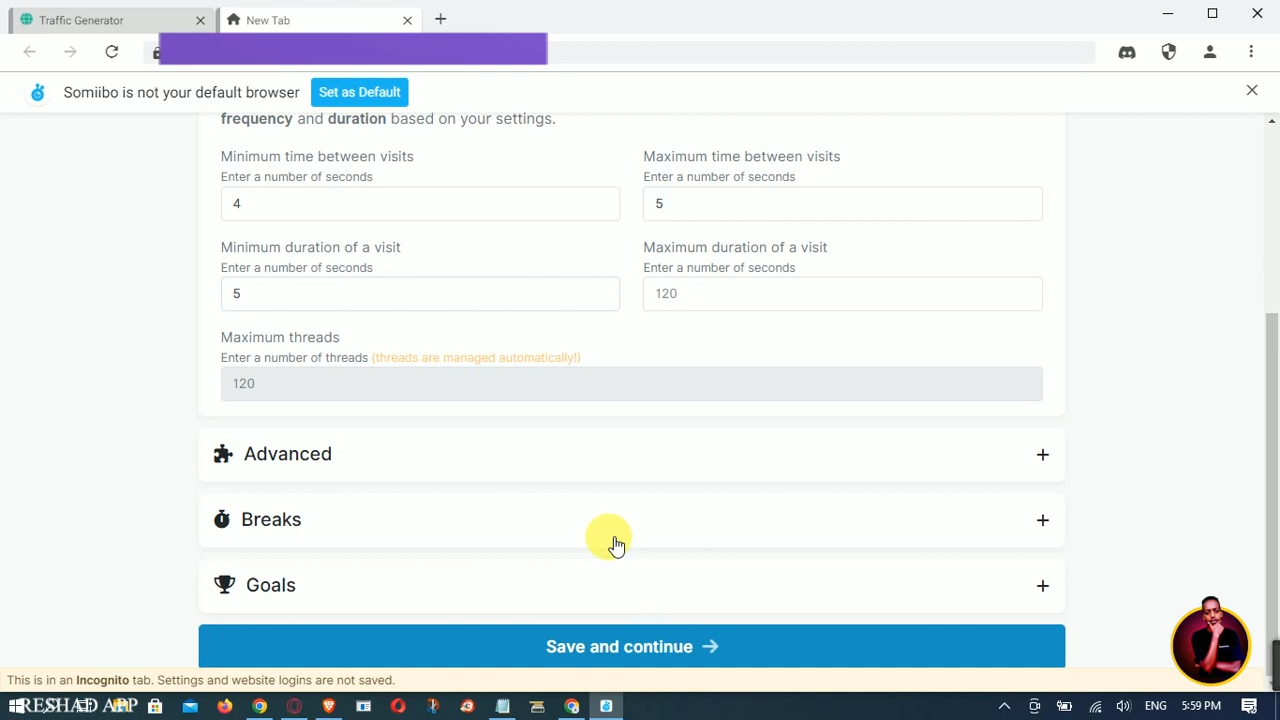 Traffic Generator
New Tab
Somiibo is not your default browser
Set as Default
frequency and duration based on your settings.
Minimum time between visits
Maximum time between visits
Enter a number of seconds
Enter a number of seconds
4
5
Minimum duration of a visit
Maximum duration of a visit
Enter a number of seconds
Enter a number of seconds
5
120
Maximum threads
Enter a number of threads (threads are managed automatically!)
120
Advanced
Breaks
Goals
Save and continue
This is in an Incognito tab. Settings and website logins are not saved.
RESHAD APP
ENG
5:59 PM